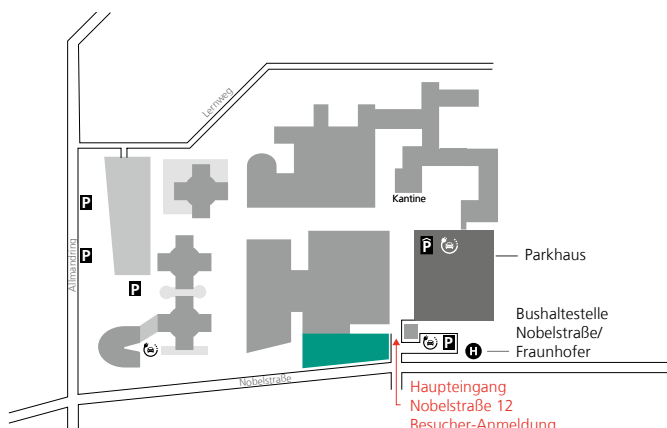 Lernweg
Kantine
P
P
P
P
Allmandring
Parkhaus
Bushaltestelle
Nobelstraße/
Fraunhofer
P
H
Nobelstraße
Haupteingang
Nobelstraße 12
Besucher-Anmeldung